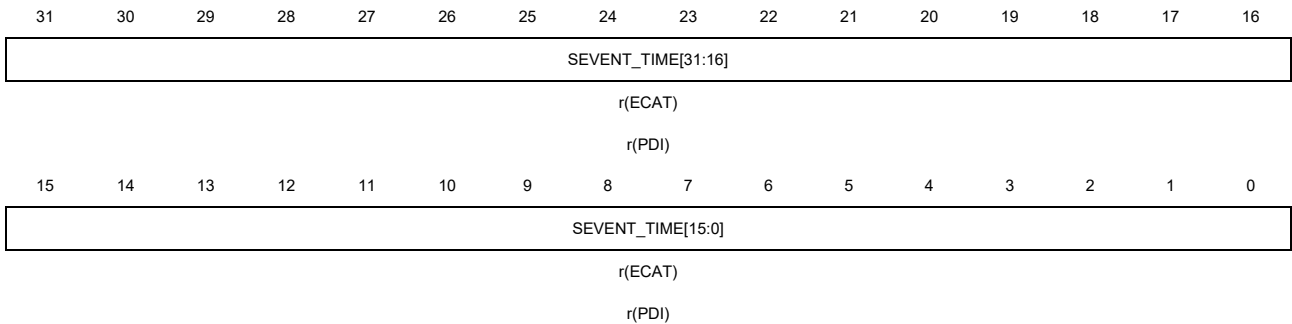 31 30 29 28 27 26 25 24 23 22 21 20 19 18 17 16
SEVENT_TIME[31:16]
r(ECAT)
r(PDI)
15 14 13 12 11 10 9 8 7 6 5 4 3 2 1 0
SEVENT_TIME[15:0]
r(ECAT)
r(PDI)